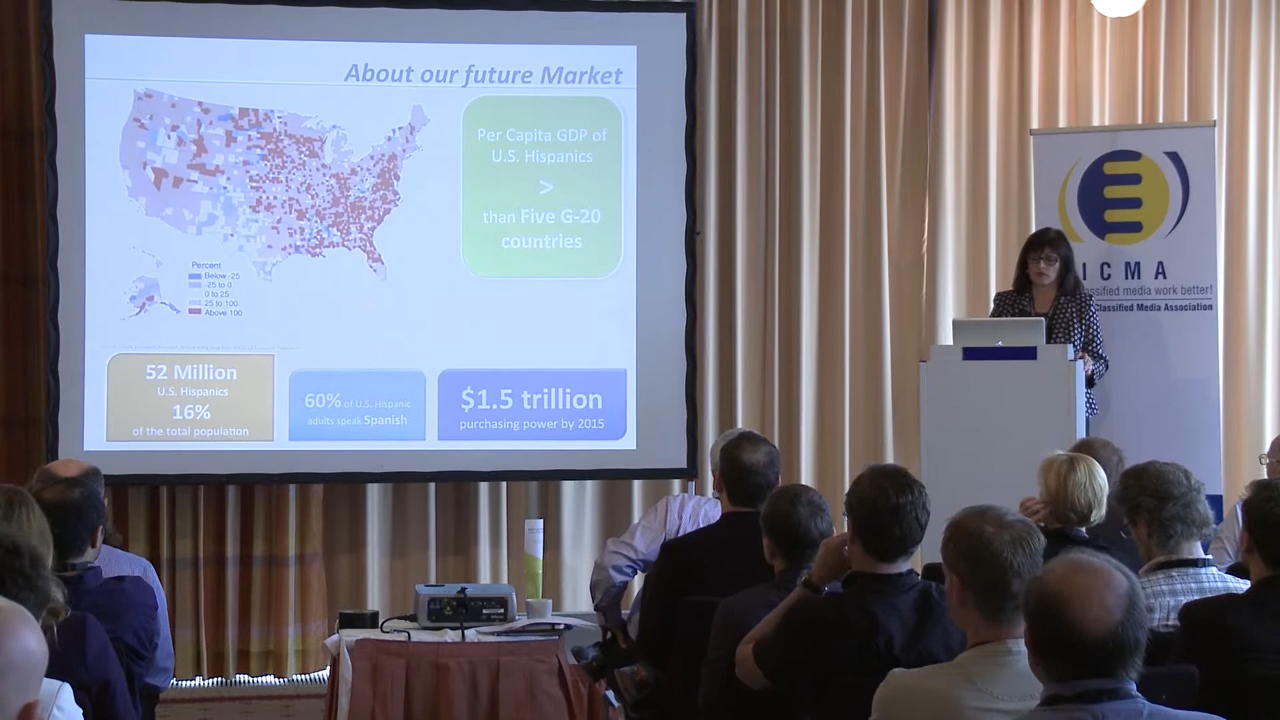 About our future Market
Per Capita GDP of
U.S. Hispanics
>
than Five G-20
countries
Percent
Below -25
-25 to 0
0 to 25
25 to 100
Above 100
52 Million
U.S. Hispanics
16%
of the total population
60% of U.S. Hispanic
adults speak Spanish
$1.5 trillion
purchasing power by 2015
ICMA
media work better!
Classified Media Association